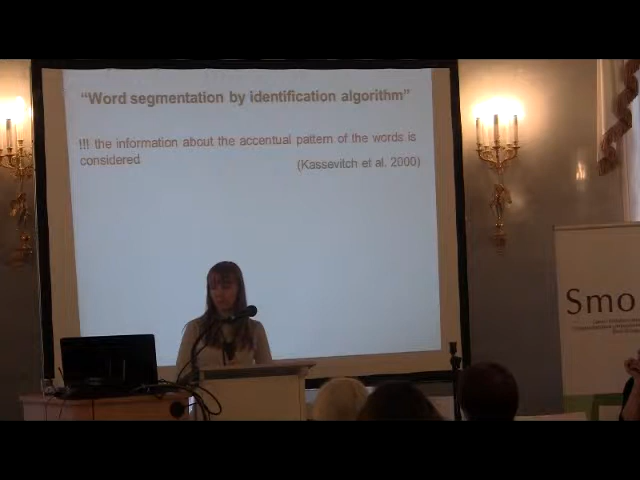 “Word segmentation by identification algorithm”
!!! the information about the accentual pattern of the words is
considered
(Kassevitch et al. 2000)
Smo